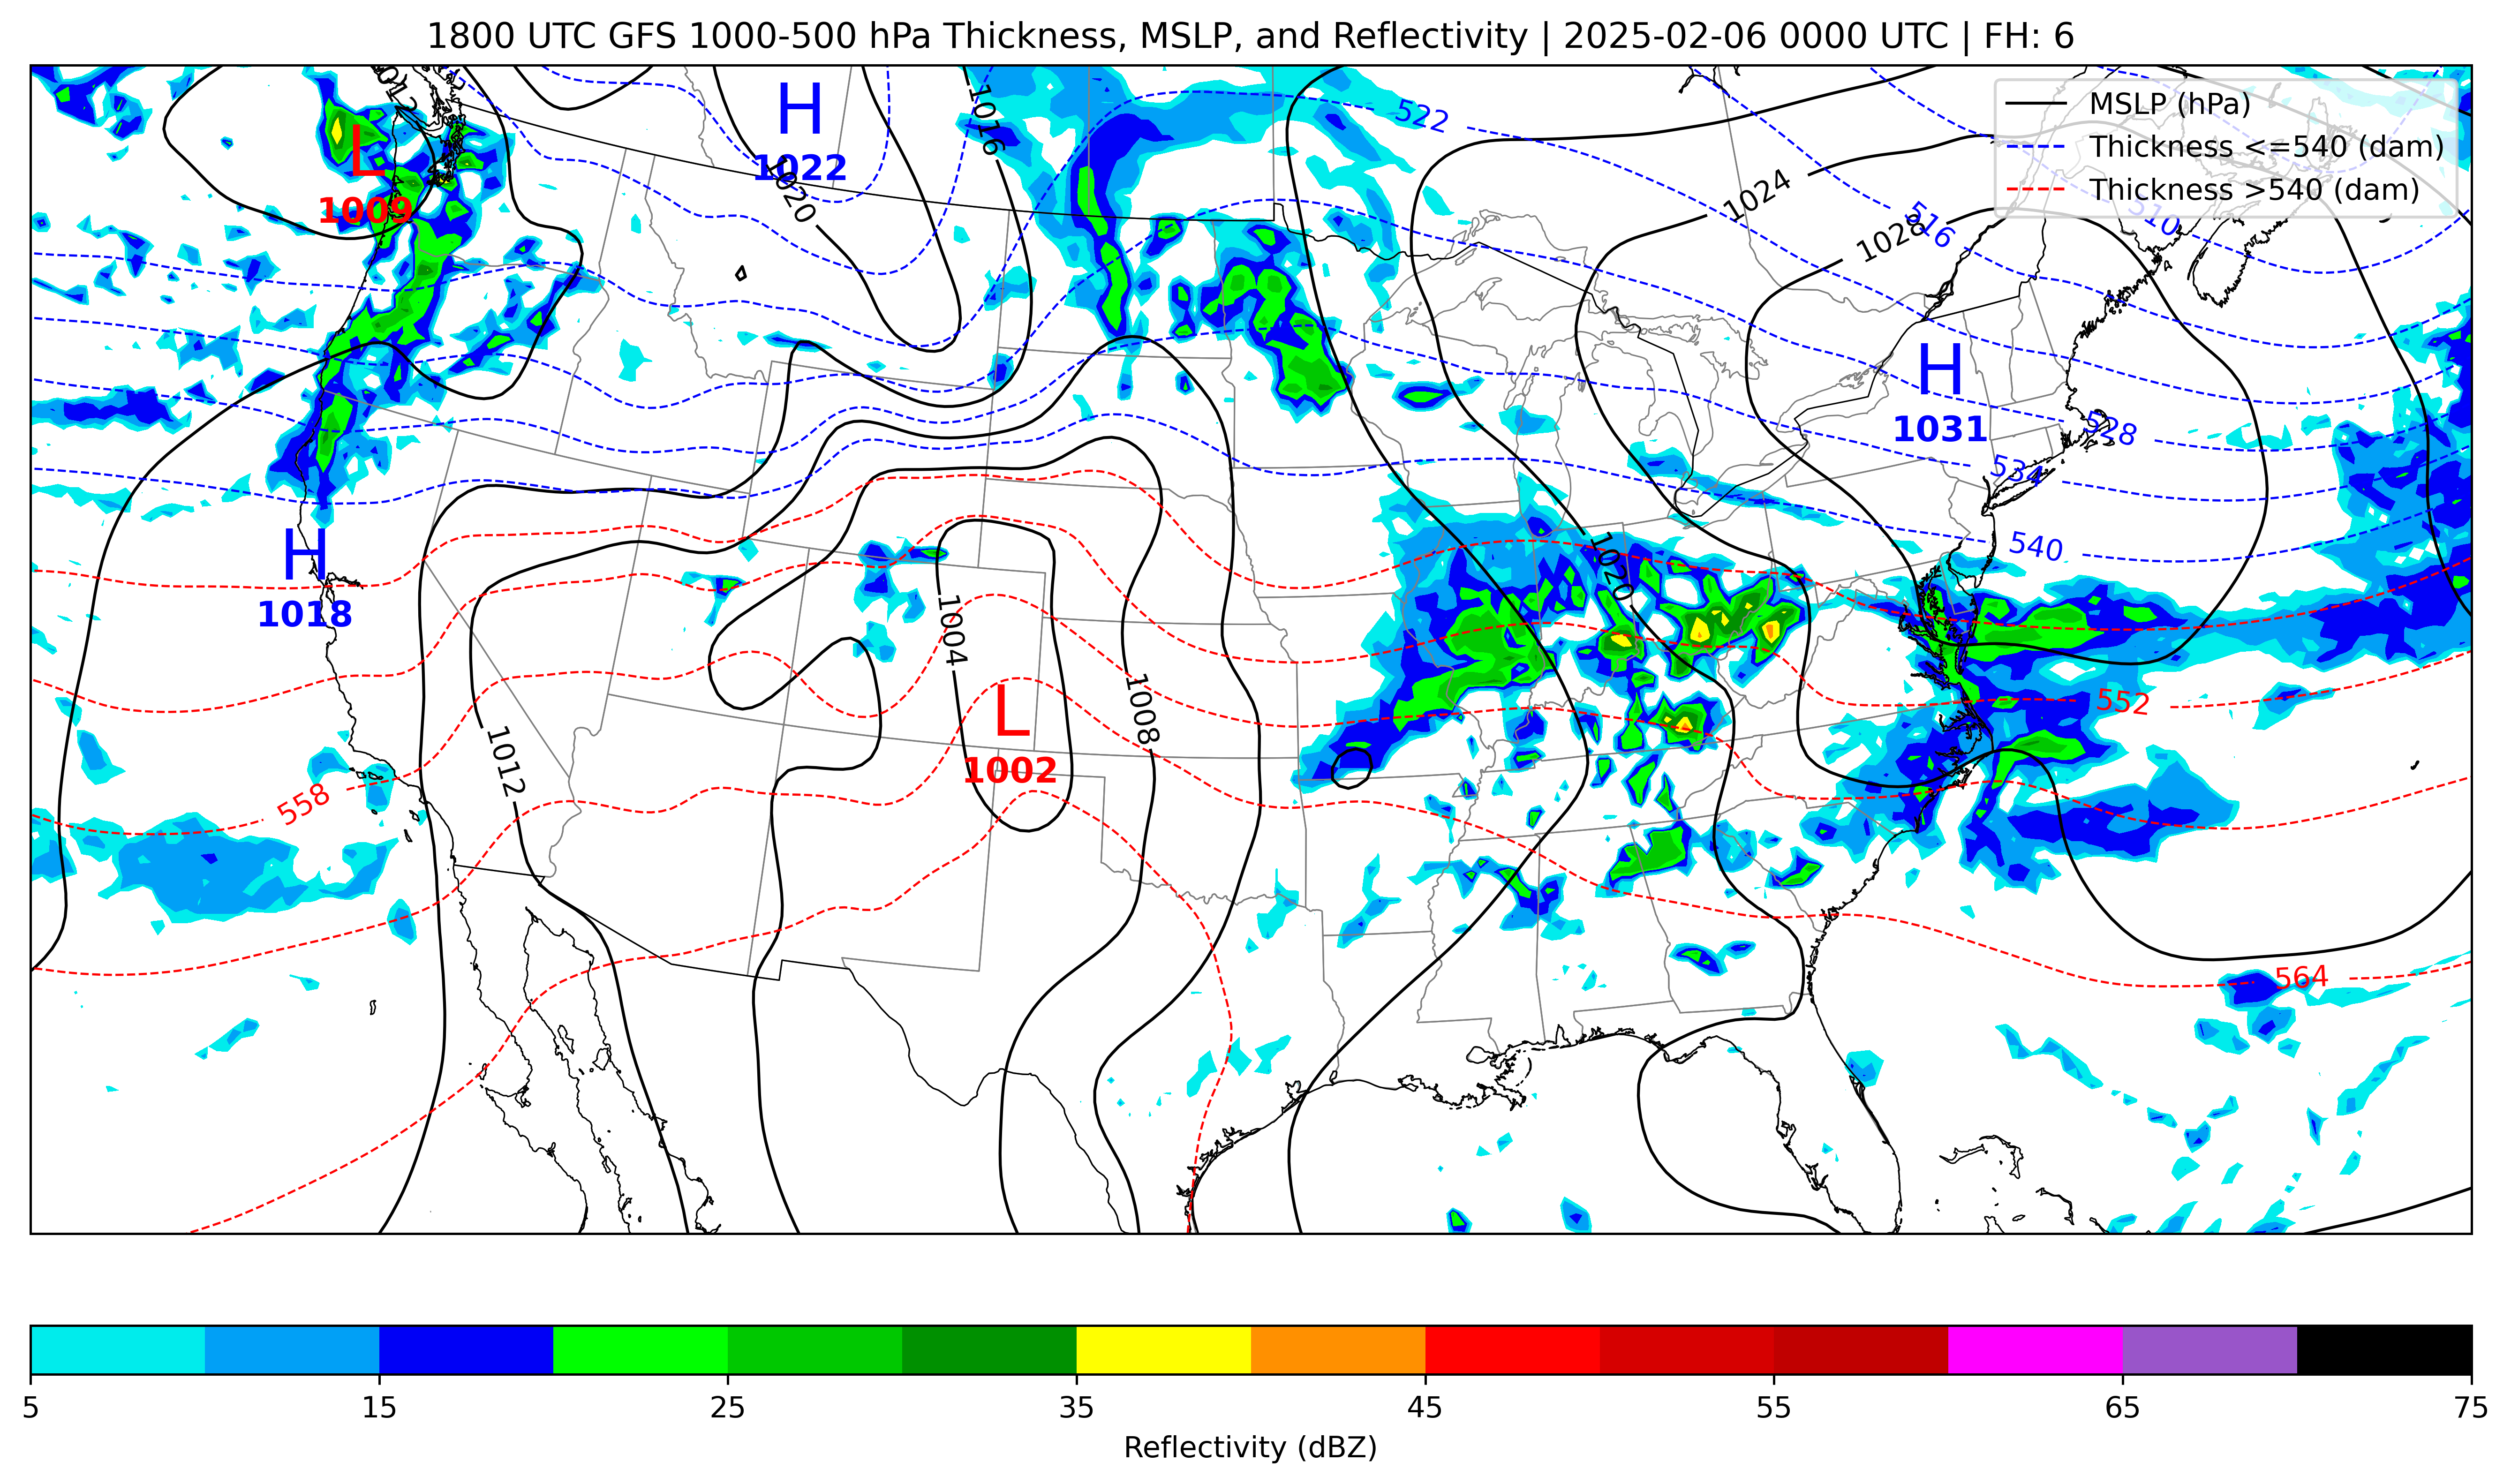 1800 UTC GFS 1000-500 hPa Thickness, MSLP, and Reflectivity | 2025-02-06 0000 UTC | FH: 6
MSLP (hPa)
Thickness <=540 (dam)
Thickness >540 (dam)
H
1022
1016
522
1012
L
1009
1020
1024
1028
516
510
H
1031
528
534
540
H
1018
1020
1004
L
1002
1008
1012
552
558
564
5 15 25 35 45 55 65 75
Reflectivity (dBZ)